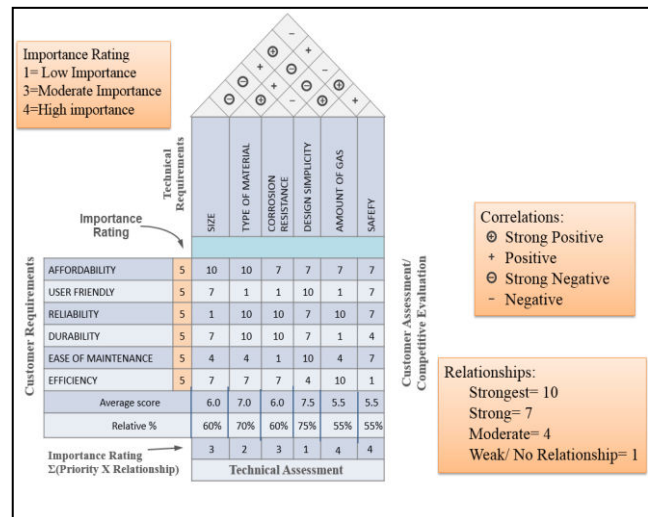 Importance Rating
1= Low Importance
3=Moderate Importance
4=High importance
−
⊕ +
+ ⊖ −
⊖ + + ⊕
⊖ ⊕ − ⊖ +
Technical
Requirements
SIZE
TYPE OF MATERIAL
CORROSION
RESISTANCE
DESIGN SIMPLICITY
AMOUNT OF GAS
SAFEFY
Importance
Rating
Customer Requirements
AFFORDABILITY 5 10 10 7 7 7 7
USER FRIENDLY 5 7 1 1 10 1 7
RELIABILITY 5 1 10 10 7 10 7
DURABILITY 5 7 10 10 7 1 4
EASE OF MAINTENANCE 5 4 4 1 10 4 7
EFFICIENCY 5 7 7 7 4 10 1
Average score 6.0 7.0 6.0 7.5 5.5 5.5
Relative % 60% 70% 60% 75% 55% 55%
Importance Rating
Σ(Priority X Relationship)
3 2 3 1 4 4
Technical Assessment
Customer Assessment/
Competitive Evaluation
Correlations:
⊕ Strong Positive
+ Positive
⊖ Strong Negative
− Negative
Relationships:
Strongest= 10
Strong= 7
Moderate= 4
Weak/ No Relationship= 1